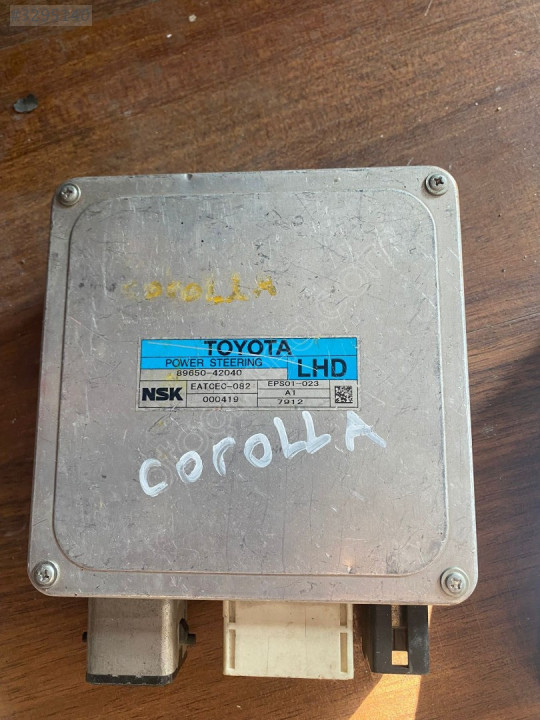 COROLLA
TOYOTA
POWER STEERING
89650-42040
LHD
NSK
EATCEC-082
EPS01-023
000419
A1
7912
COROLLA